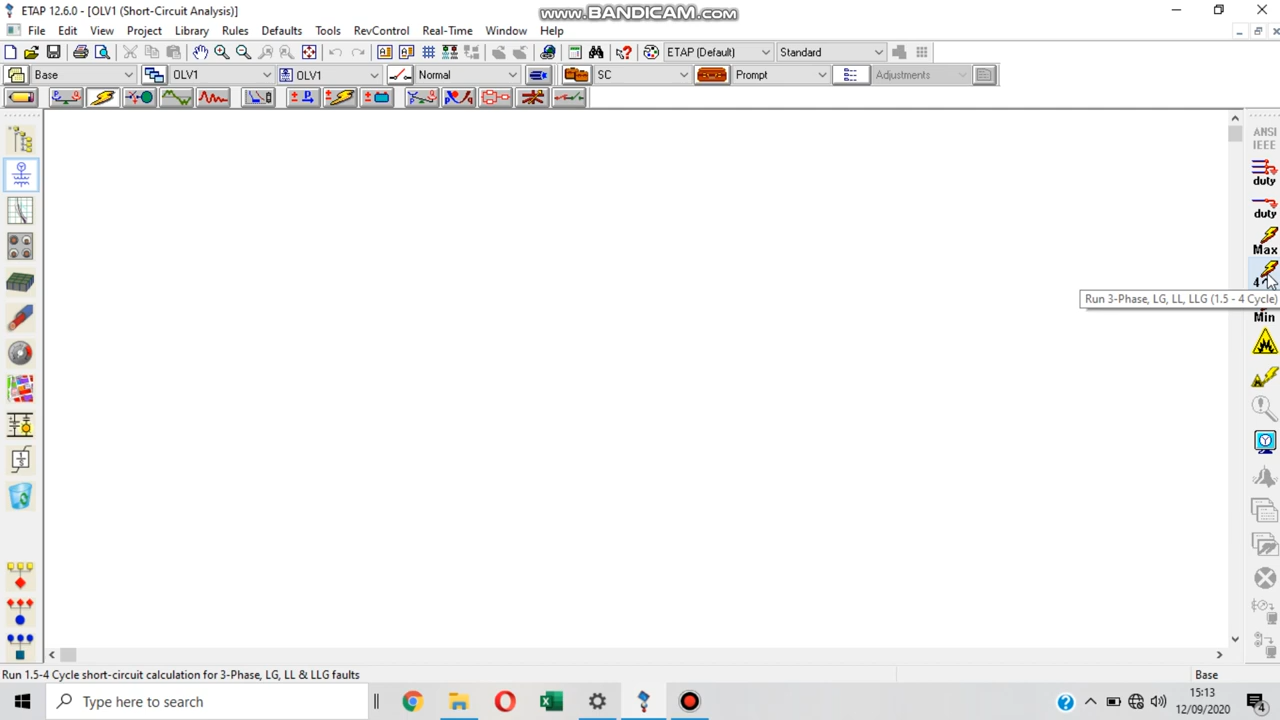 ETAP 12.6.0 - [OLV1 (Short-Circuit Analysis)]
www.BANDICAM.com
File Edit View Project Library Rules Defaults Tools RevControl Real-Time Window Help
ETAP (Default) Standard
Base OLV1 OLV1 Normal SC Prompt Adjustments
ANSI
IEEE
duty
duty
Max
4
Run 3-Phase, LG, LL, LLG (1.5 - 4 Cycle)
Min
Run 1.5-4 Cycle short-circuit calculation for 3-Phase, LG, LL & LLG faults
Base
Type here to search
15:13
12/09/2020
4